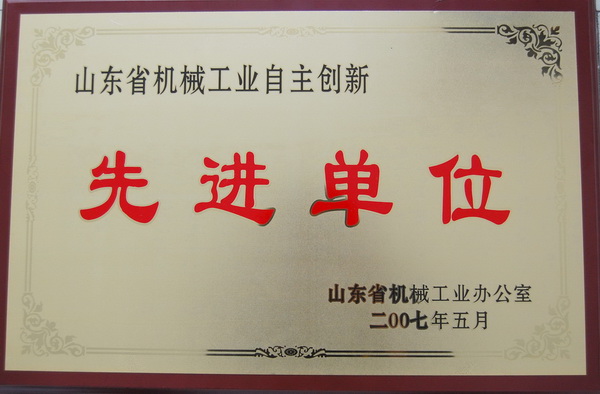 山东省机械工业自主创新
先进单位
山东省机械工业办公室
二00七年五月